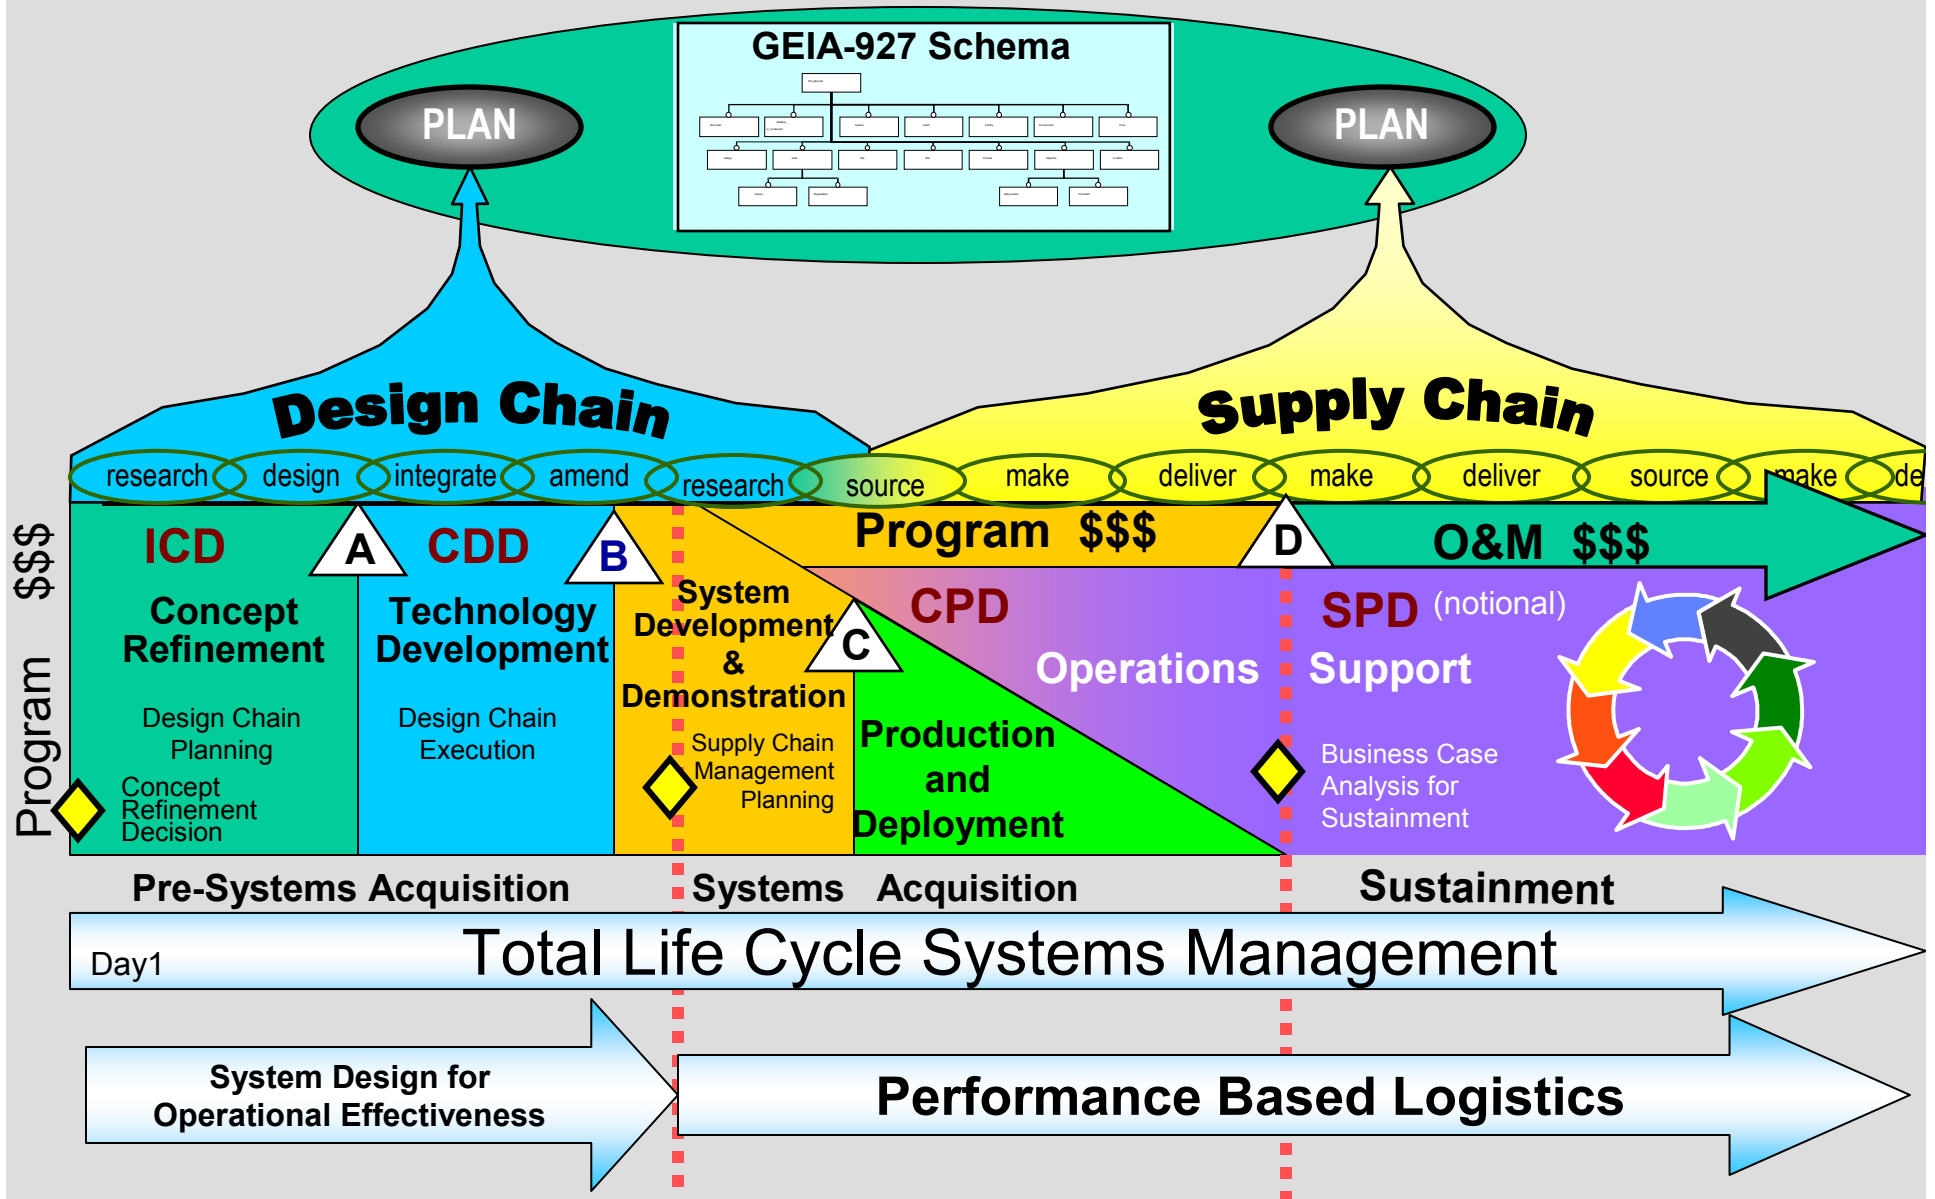 GEIA-927 Schema
PLAN
PLAN
Design Chain
Supply Chain
research
design
integrate
amend
research
source
make
deliver
make
deliver
source
make
de
Program $$$
ICD
A
CDD
B
Program $$$
D
O&M $$$
Concept
Refinement
Technology
Development
System
Development
&
Demonstration
C
CPD
SPD (notional)
Operations
Support
Design Chain
Planning
Design Chain
Execution
Supply Chain
Management
Planning
Production
and
Deployment
Business Case
Analysis for
Sustainment
Concept
Refinement
Decision
Pre-Systems Acquisition
Systems Acquisition
Sustainment
Day1
Total Life Cycle Systems Management
System Design for
Operational Effectiveness
Performance Based Logistics